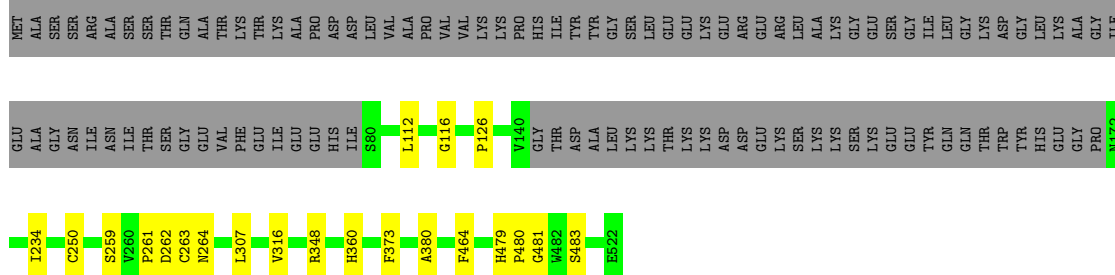 MET ALA SER SER ARG ALA SER SER THR GLN ALA THR LYS THR LYS ALA PRO ASP ASP LEU VAL ALA PRO VAL VAL LYS LYS PRO HIS ILE TYR TYR GLY SER LEU GLU GLU LYS GLU ARG GLU ARG LEU ALA LYS GLY GLU SER GLY ILE LEU GLY LYS ASP GLY LEU LYS ALA GLY ILE
GLU ALA GLY ASN ILE ASN ILE THR SER GLY GLU VAL PHE GLU ILE GLU GLU HIS ILE S80 L112 G116 P126 V140 GLY THR ASP ALA LEU LYS LYS THR LYS LYS ASP ASP GLU LYS SER LYS LYS SER LYS GLU GLU TYR GLN GLN THR TRP TYR HIS GLU GLY PRO N172
I234 C250 S259 V260 P261 D262 C263 N264 L307 V316 R348 H360 F373 A380 F464 H479 P480 G481 W482 S483 E522